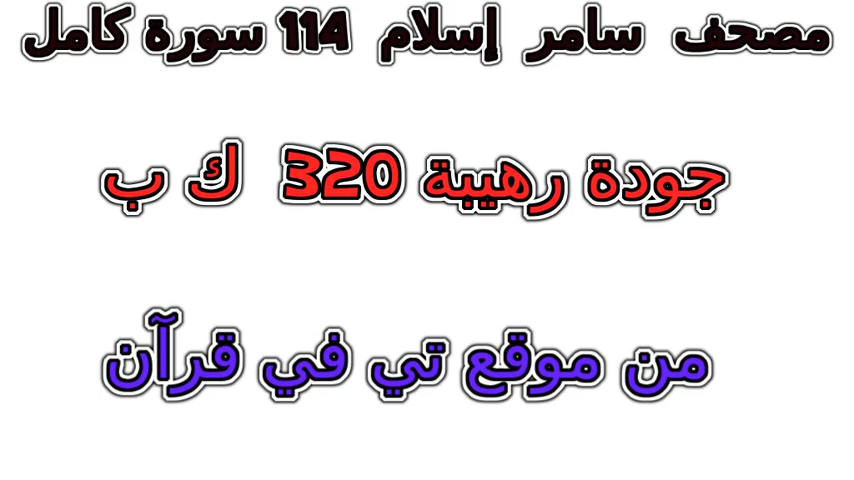 مصحف سامر إسلام 114 سورة كامل
جودة رهيبة 320 ك ب
من موقع تي في قرآن